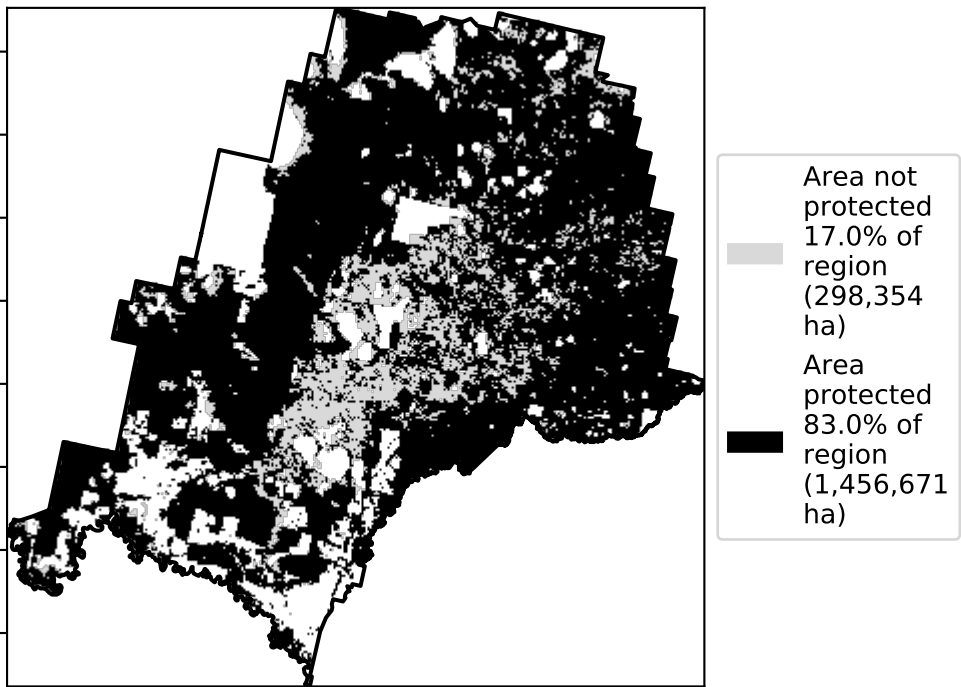 Area not
protected
17.0% of
region
(298,354
ha)
Area
protected
83.0% of
region
(1,456,671
ha)